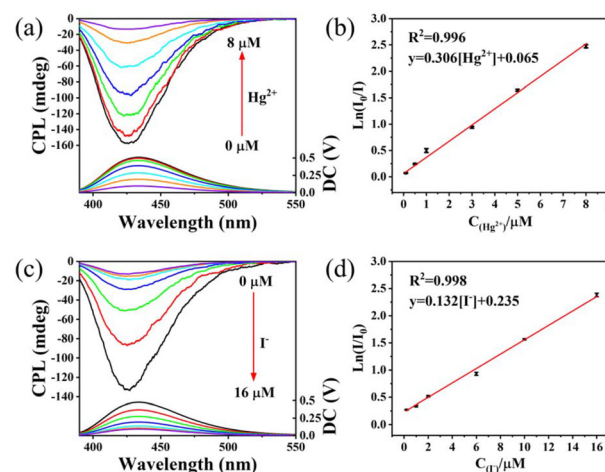 (a)
CPL (mdeg)
0
-20
-40
-60
-80
-100
-120
-140
-160
8 μM
Hg²⁺
0 μM
0.5
0.25
0.0
DC (V)
400
450
500
550
Wavelength (nm)
(b)
Ln(I₀/I)
3.0
2.5
2.0
1.5
1.0
0.5
0.0
R²=0.996
y=0.306[Hg²⁺]+0.065
0 1 2 3 4 5 6 7 8
C(Hg²⁺)/μM
(c)
CPL (mdeg)
0
-20
-40
-60
-80
-100
-120
-140
0 μM
I⁻
16 μM
0.5
0.25
0.0
DC (V)
400
450
500
550
Wavelength (nm)
(d)
Ln(I/I₀)
3.0
2.5
2.0
1.5
1.0
0.5
0.0
R²=0.998
y=0.132[I⁻]+0.235
0 2 4 6 8 10 12 14 16
C(I⁻)/μM